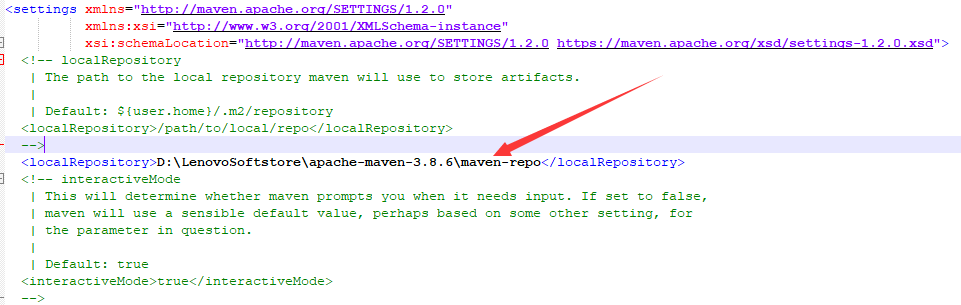 <settings xmlns="http://maven.apache.org/SETTINGS/1.2.0"
xmlns:xsi="http://www.w3.org/2001/XMLSchema-instance"
xsi:schemaLocation="http://maven.apache.org/SETTINGS/1.2.0 https://maven.apache.org/xsd/settings-1.2.0.xsd">
<!-- localRepository
| The path to the local repository maven will use to store artifacts.
|
| Default: ${user.home}/.m2/repository
<localRepository>/path/to/local/repo</localRepository>
-->
<localRepository>D:\LenovoSoftstore\apache-maven-3.8.6\maven-repo</localRepository>
<!-- interactiveMode
| This will determine whether maven prompts you when it needs input. If set to false,
| maven will use a sensible default value, perhaps based on some other setting, for
| the parameter in question.
|
| Default: true
<interactiveMode>true</interactiveMode>
-->